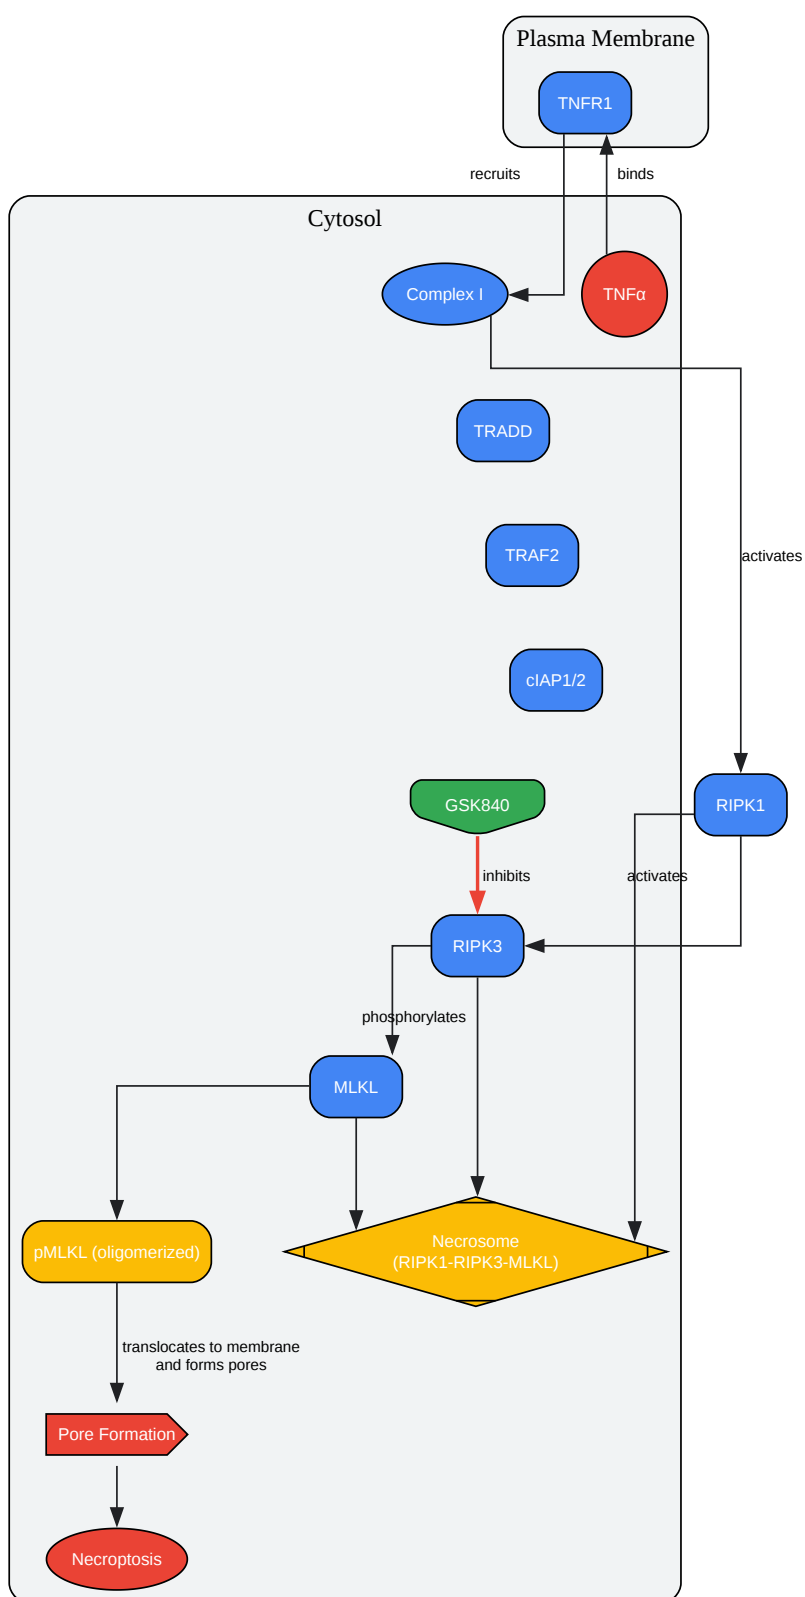 Plasma Membrane
TNFR1
recruits
binds
Cytosol
Complex I
TNFα
TRADD
TRAF2
activates
cIAP1/2
GSK840
RIPK1
inhibits
activates
RIPK3
phosphorylates
MLKL
pMLKL (oligomerized)
Necrosome
(RIPK1-RIPK3-MLKL)
translocates to membrane
and forms pores
Pore Formation
Necroptosis